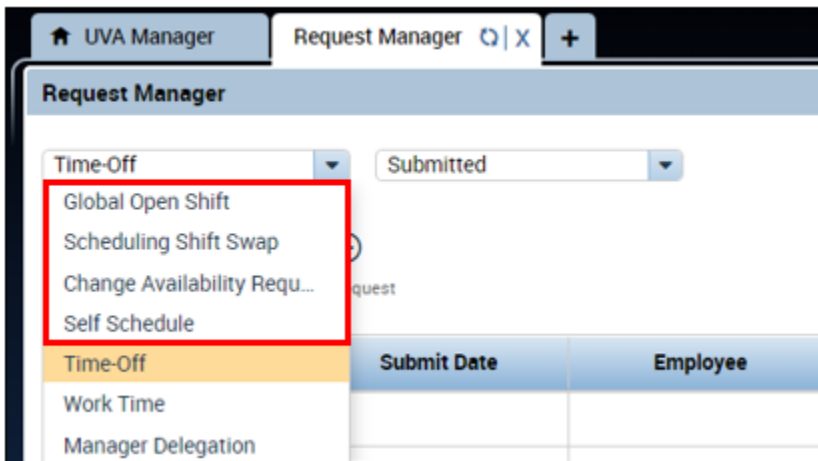 UVA Manager
Request Manager X +
Request Manager
Time-Off Submitted
Global Open Shift
Scheduling Shift Swap
Change Availability Requ...
quest
Self Schedule
Time-Off
Submit Date Employee
Work Time
Manager Delegation